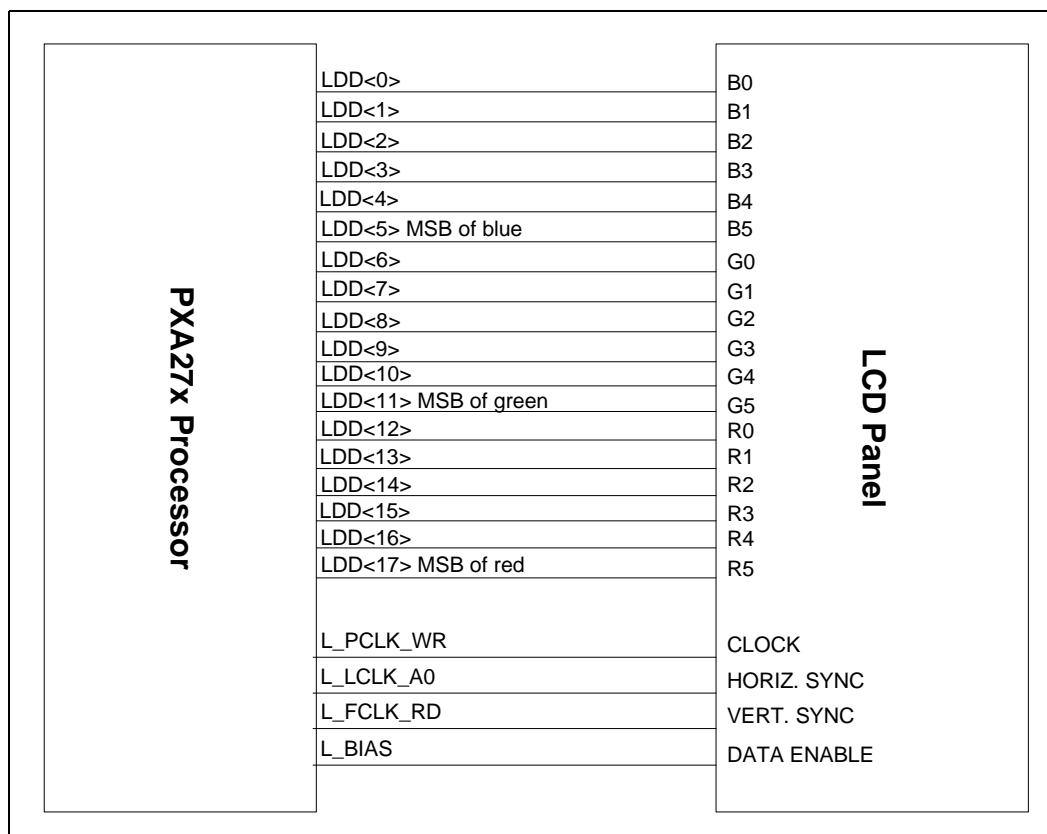 PXA27x Processor
LDD<0> B0
LDD<1> B1
LDD<2> B2
LDD<3> B3
LDD<4> B4
LDD<5> MSB of blue B5
LDD<6> G0
LDD<7> G1
LDD<8> G2
LDD<9> G3
LDD<10> G4
LDD<11> MSB of green G5
LDD<12> R0
LDD<13> R1
LDD<14> R2
LDD<15> R3
LDD<16> R4
LDD<17> MSB of red R5
L_PCLK_WR CLOCK
L_LCLK_A0 HORIZ. SYNC
L_FCLK_RD VERT. SYNC
L_BIAS DATA ENABLE
LCD Panel